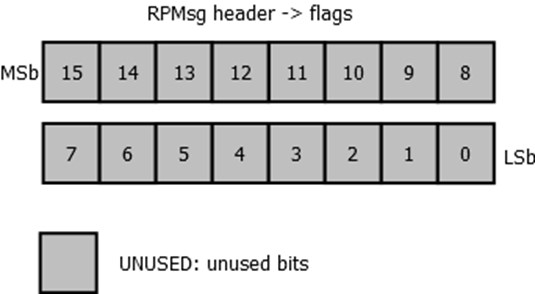 RPMsg header -> flags
MSb 15 14 13 12 11 10 9 8
7 6 5 4 3 2 1 0 LSb
UNUSED: unused bits